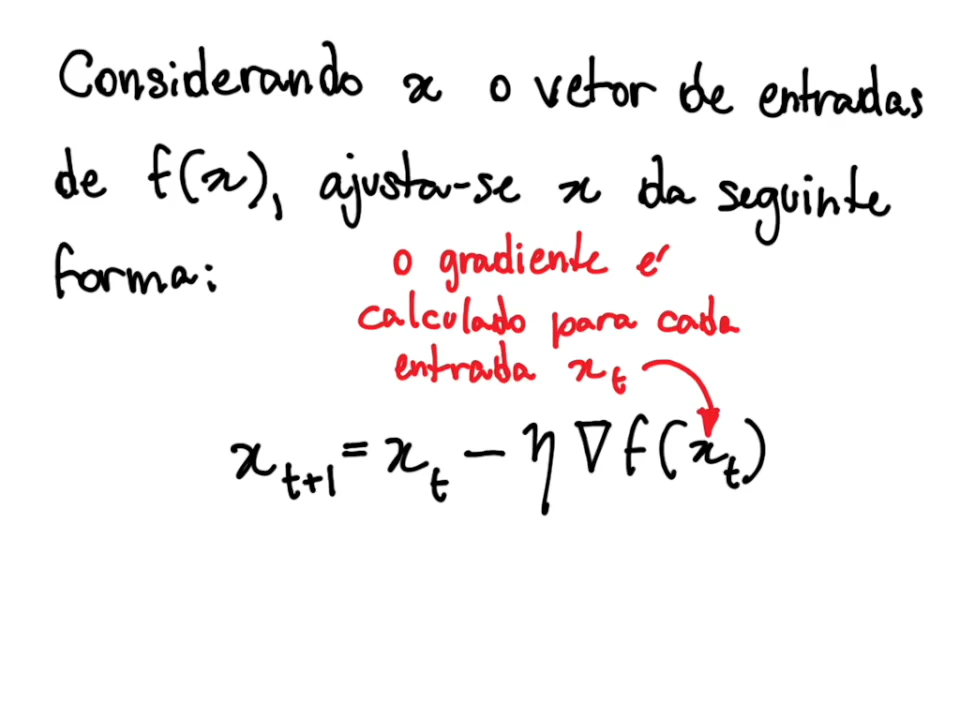 Considerando x o vetor de entradas
de f(x), ajusta-se x da seguinte
forma:
o gradiente é
calculado para cada
entrada x_t
x_{t+1} = x_t - η ∇ f(x_t)